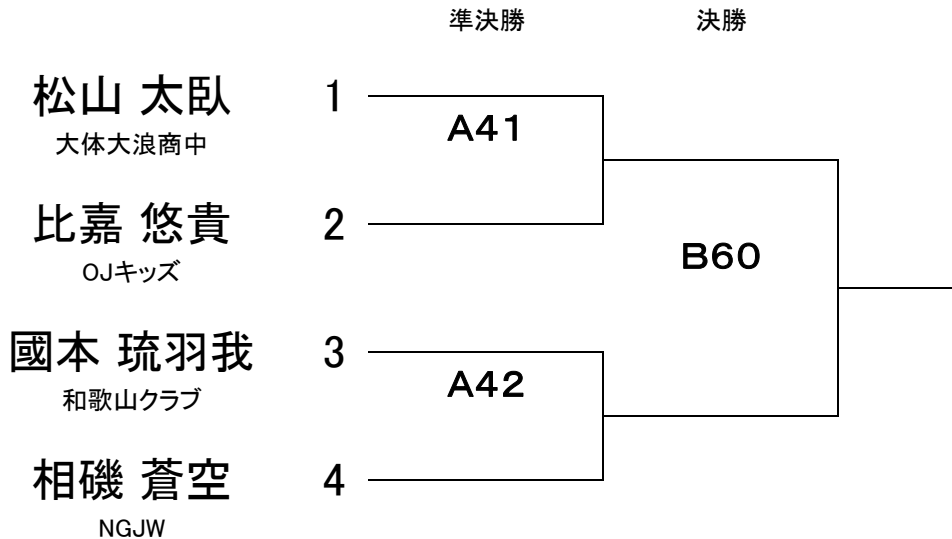 準決勝 決勝
松山 太臥 1
A41
大体大浪商中
比嘉 悠貴 2
B60
OJキッズ
國本 琉羽我 3
A42
和歌山クラブ
相磯 蒼空 4
NGJW